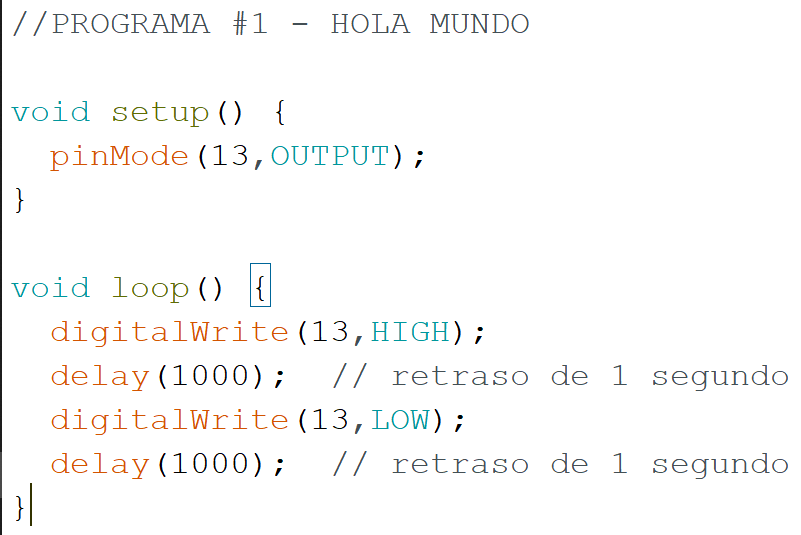 //PROGRAMA #1 - HOLA MUNDO
void setup() {
  pinMode(13,OUTPUT);
}
void loop() {
  digitalWrite(13,HIGH);
  delay(1000);  // retraso de 1 segundo
  digitalWrite(13,LOW);
  delay(1000);  // retraso de 1 segundo
}